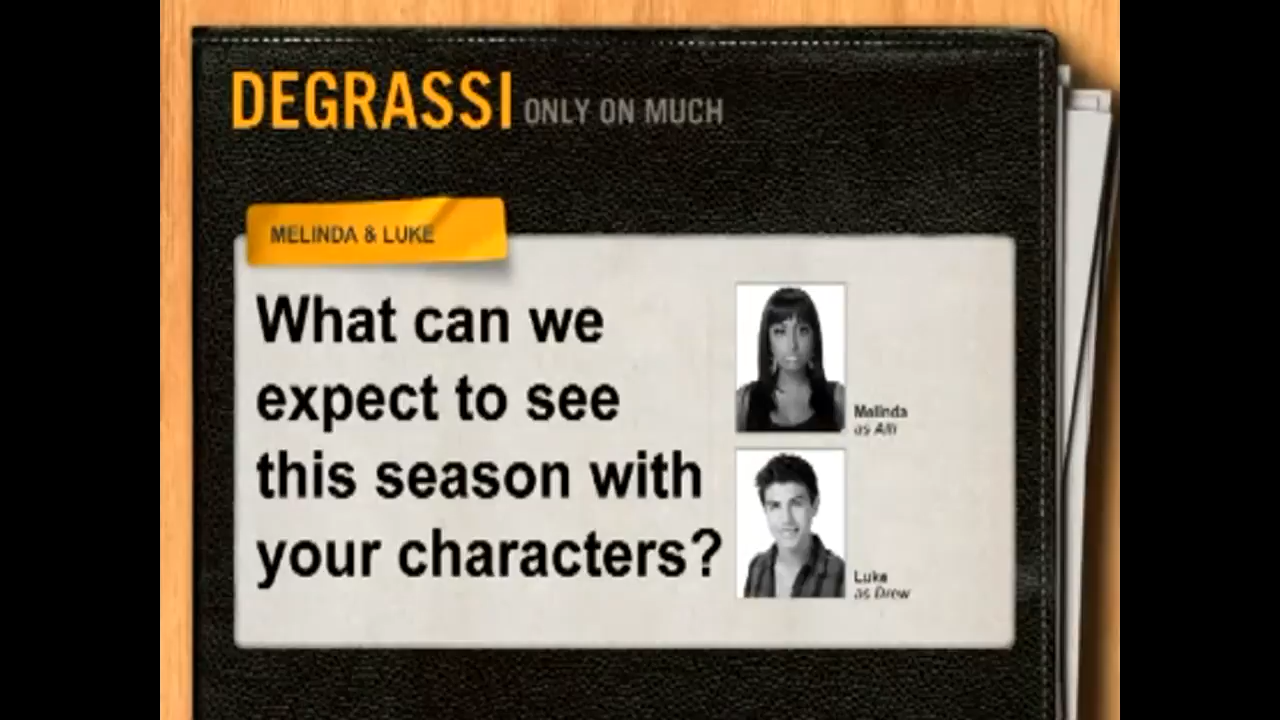 DEGRASSI ONLY ON MUCH
MELINDA & LUKE
What can we
expect to see
this season with
your characters?
Melinda
as Alli
Luke
as Drew